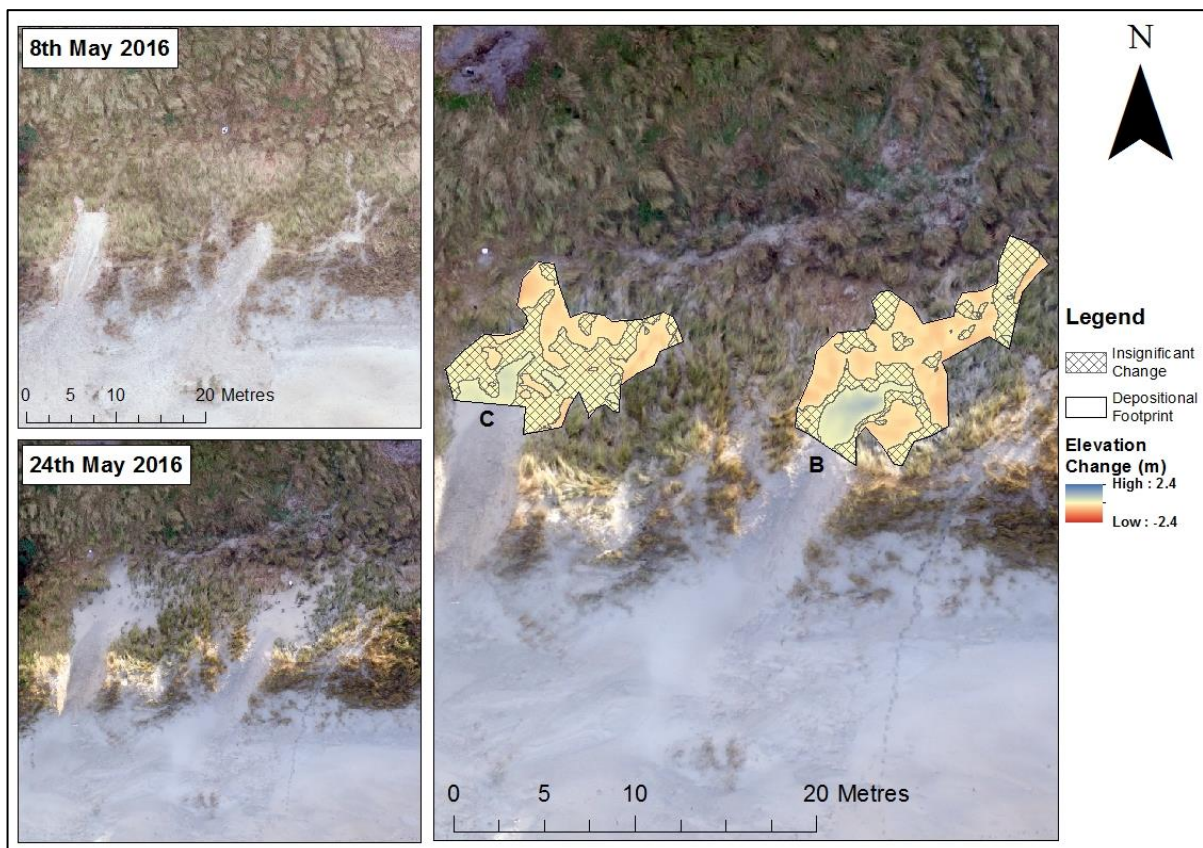 8th May 2016
0 5 10 20 Metres
24th May 2016
C
B
0 5 10 20 Metres
N
Legend
Insignificant
Change
Depositional
Footprint
Elevation
Change (m)
High : 2.4
Low : -2.4